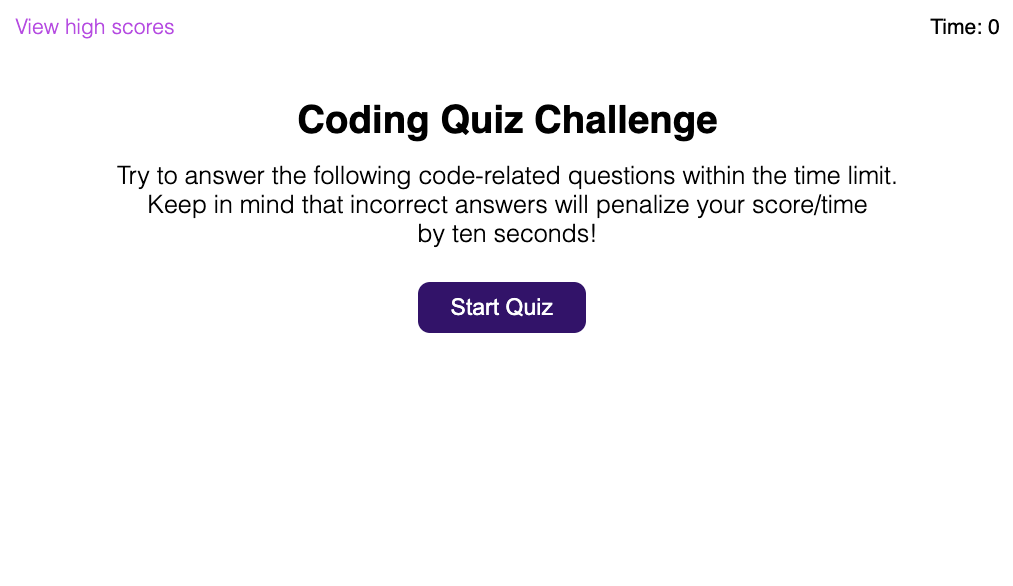 View high scores
Time: 0
Coding Quiz Challenge
Try to answer the following code-related questions within the time limit.
Keep in mind that incorrect answers will penalize your score/time
by ten seconds!
Start Quiz